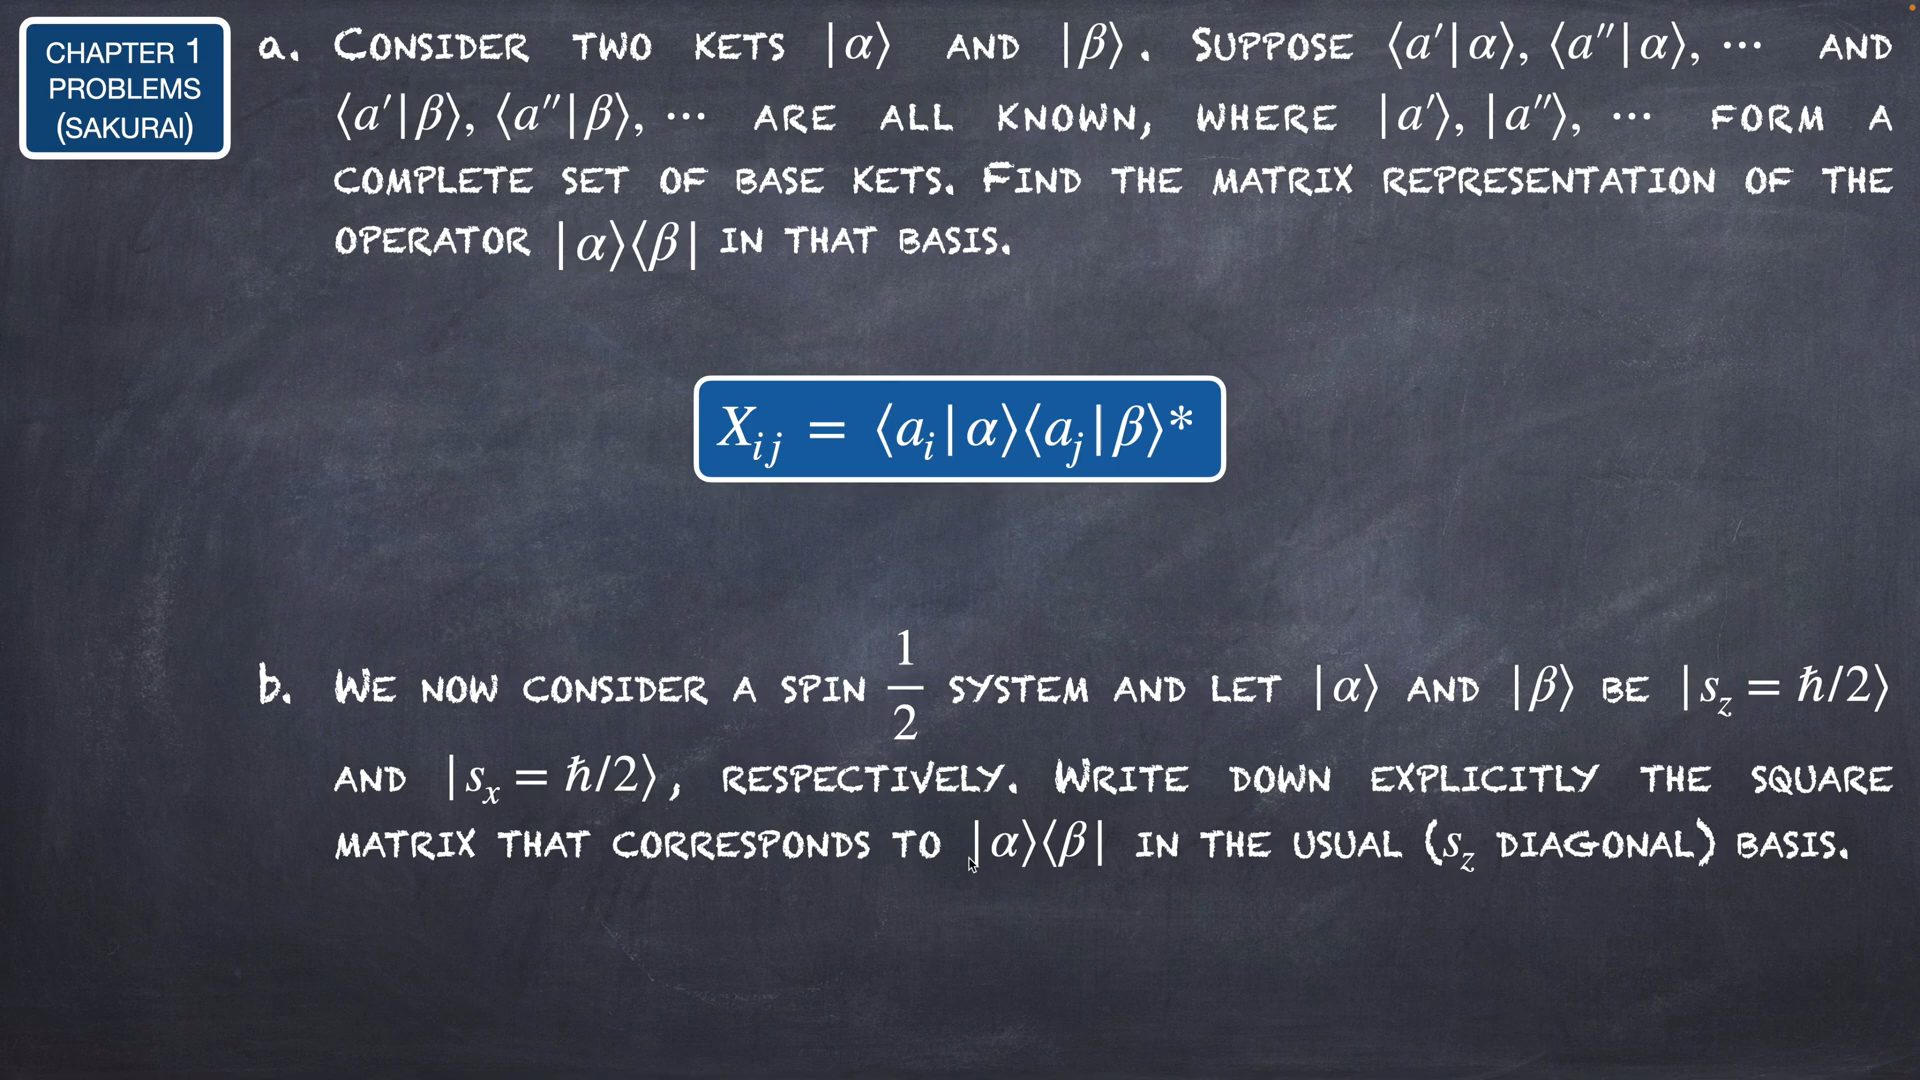 CHAPTER 1
PROBLEMS
(SAKURAI)
a. CONSIDER TWO KETS |α⟩ AND |β⟩. SUPPOSE ⟨a′|α⟩, ⟨a″|α⟩, ⋯ AND
⟨a′|β⟩, ⟨a″|β⟩, ⋯ ARE ALL KNOWN, WHERE |a′⟩, |a″⟩, ⋯ FORM A
COMPLETE SET OF BASE KETS. FIND THE MATRIX REPRESENTATION OF THE
OPERATOR |α⟩⟨β| IN THAT BASIS.
X_{ij} = ⟨a_i|α⟩⟨a_j|β⟩*
b. WE NOW CONSIDER A SPIN 1/2 SYSTEM AND LET |α⟩ AND |β⟩ BE |s_z = ℏ/2⟩
AND |s_x = ℏ/2⟩, RESPECTIVELY. WRITE DOWN EXPLICITLY THE SQUARE
MATRIX THAT CORRESPONDS TO |α⟩⟨β| IN THE USUAL (s_z DIAGONAL) BASIS.